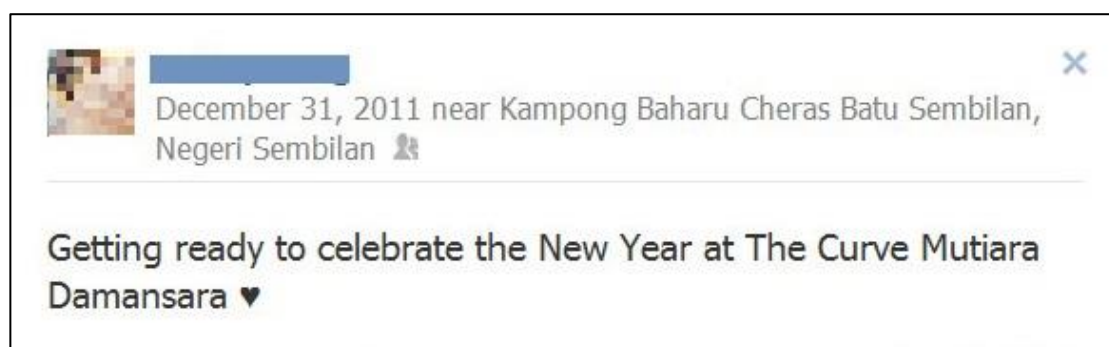 December 31, 2011 near Kampong Baharu Cheras Batu Sembilan,
Negeri Sembilan
Getting ready to celebrate the New Year at The Curve Mutiara
Damansara ♥